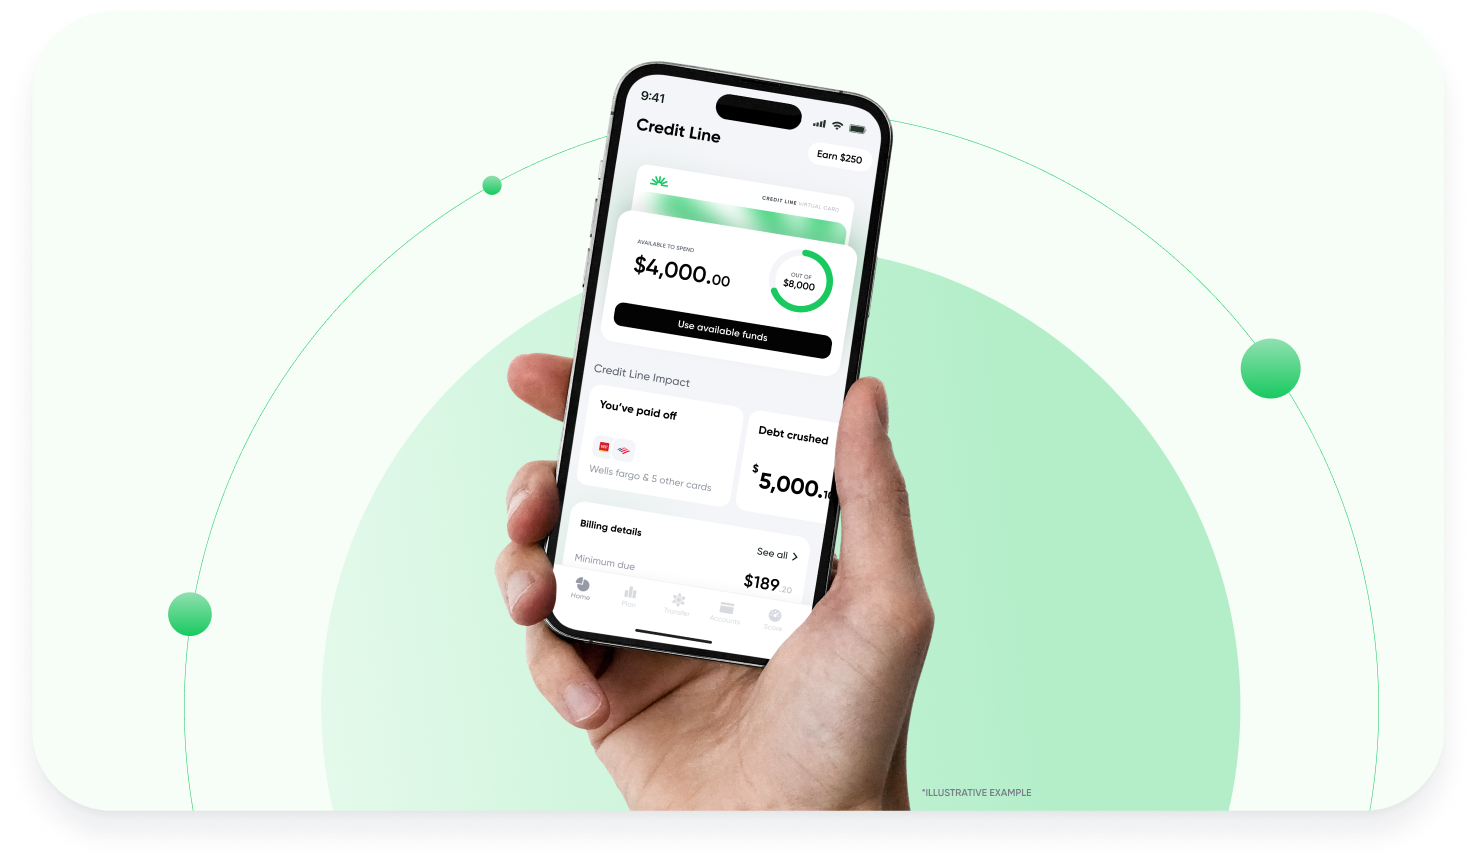 9:41
Credit Line
Earn $250
CREDIT LINE VIRTUAL CARD
AVAILABLE TO SPEND
$4,000.00
OUT OF
$8,000
Use available funds
Credit Line Impact
You’ve paid off
Wells fargo & 5 other cards
Debt crushed
$5,000.10
Billing details
See all
Minimum due
$189.20
Home
Plan
Transfer
Accounts
Score
*ILLUSTRATIVE EXAMPLE